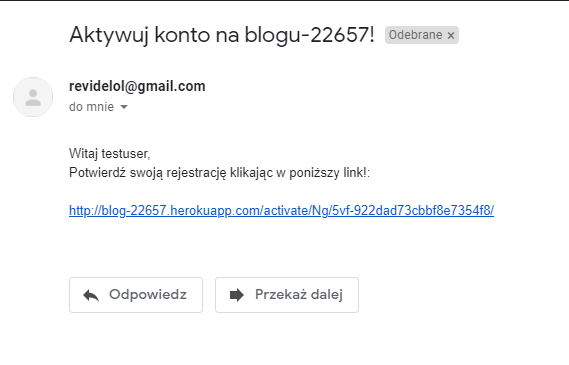 Aktywuj konto na blogu-22657! Odebrane ×
revidelol@gmail.com
do mnie
Witaj testuser,
Potwierdź swoją rejestrację klikając w poniższy link!:
http://blog-22657.herokuapp.com/activate/Ng/5vf-922dad73cbbf8e7354f8/
Odpowiedz Przekaż dalej